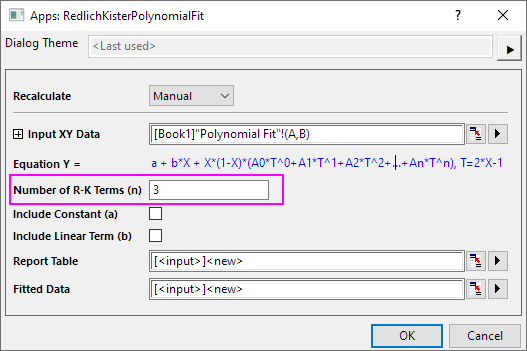 Apps: RedlichKisterPolynomialFit
Dialog Theme <Last used>
Recalculate Manual
Input XY Data [Book1]"Polynomial Fit"!(A,B)
Equation Y = a + b*X + X*(1-X)*(A0*T^0+A1*T^1+A2*T^2+...+An*T^n), T=2*X-1
Number of R-K Terms (n) 3
Include Constant (a)
Include Linear Term (b)
Report Table [<input>]<new>
Fitted Data [<input>]<new>
OK Cancel